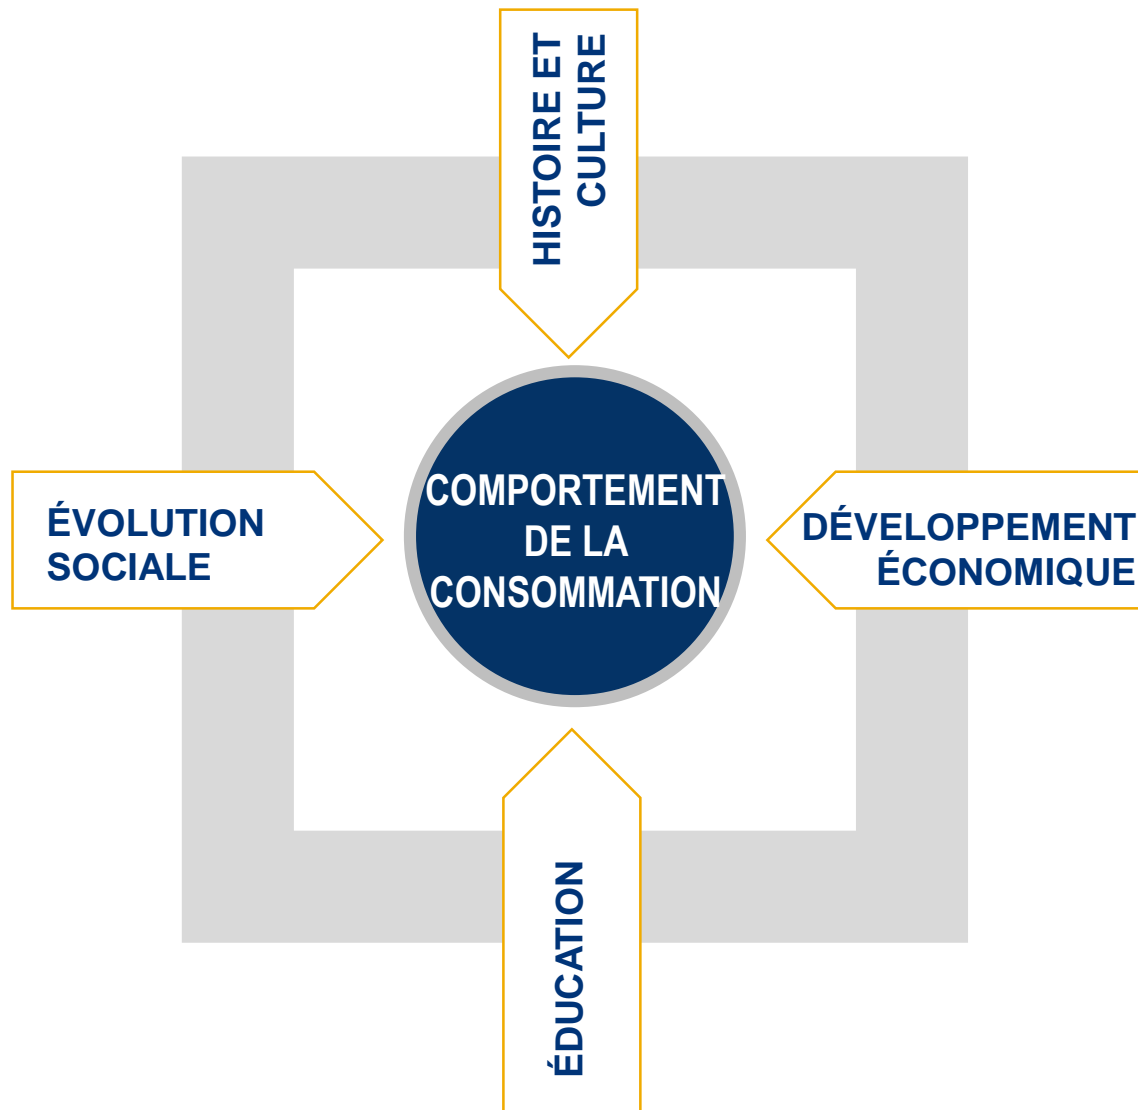 HISTOIRE ET
CULTURE
ÉVOLUTION
SOCIALE
COMPORTEMENT
DE LA
CONSOMMATION
DÉVELOPPEMENT
ÉCONOMIQUE
ÉDUCATION